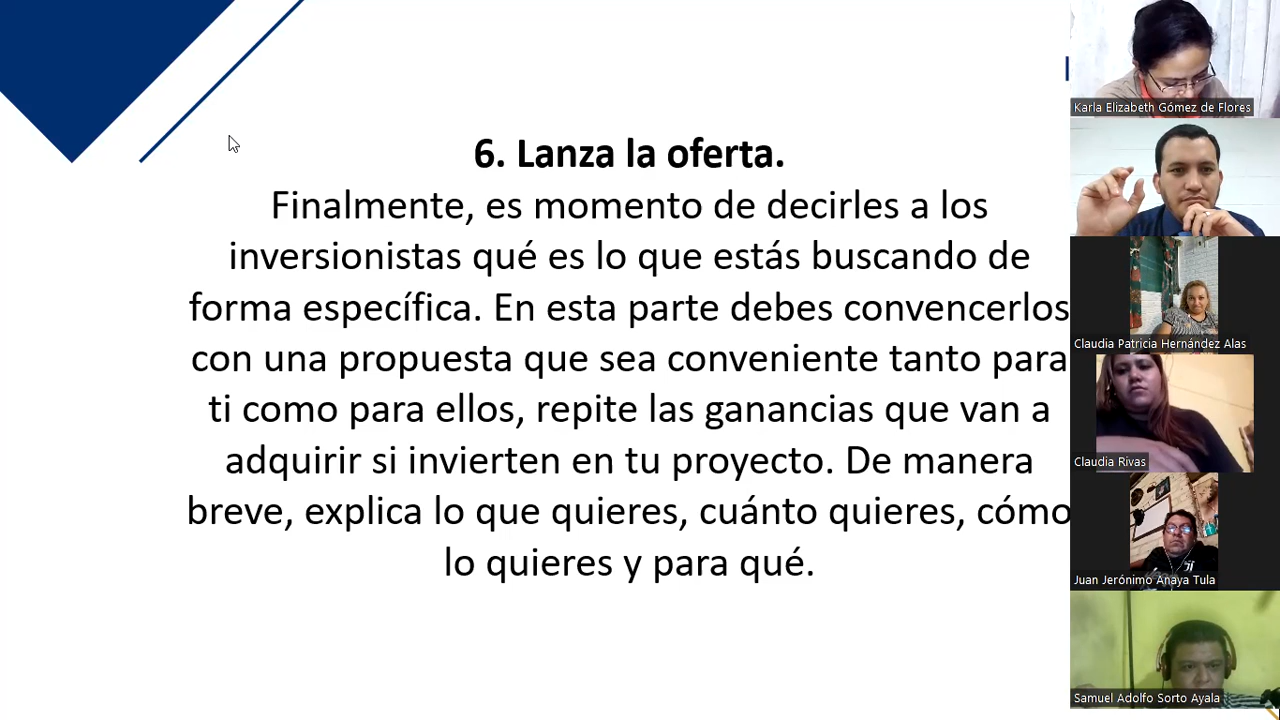 6. Lanza la oferta.
Finalmente, es momento de decirles a los
inversionistas qué es lo que estás buscando de
forma específica. En esta parte debes convencerlos
con una propuesta que sea conveniente tanto para
ti como para ellos, repite las ganancias que van a
adquirir si invierten en tu proyecto. De manera
breve, explica lo que quieres, cuánto quieres, cómo
lo quieres y para qué.
Karla Elizabeth Gómez de Flores
Claudia Patricia Hernández Alas
Claudia Rivas
Juan Jerónimo Anaya Tula
Samuel Adolfo Sorto Ayala